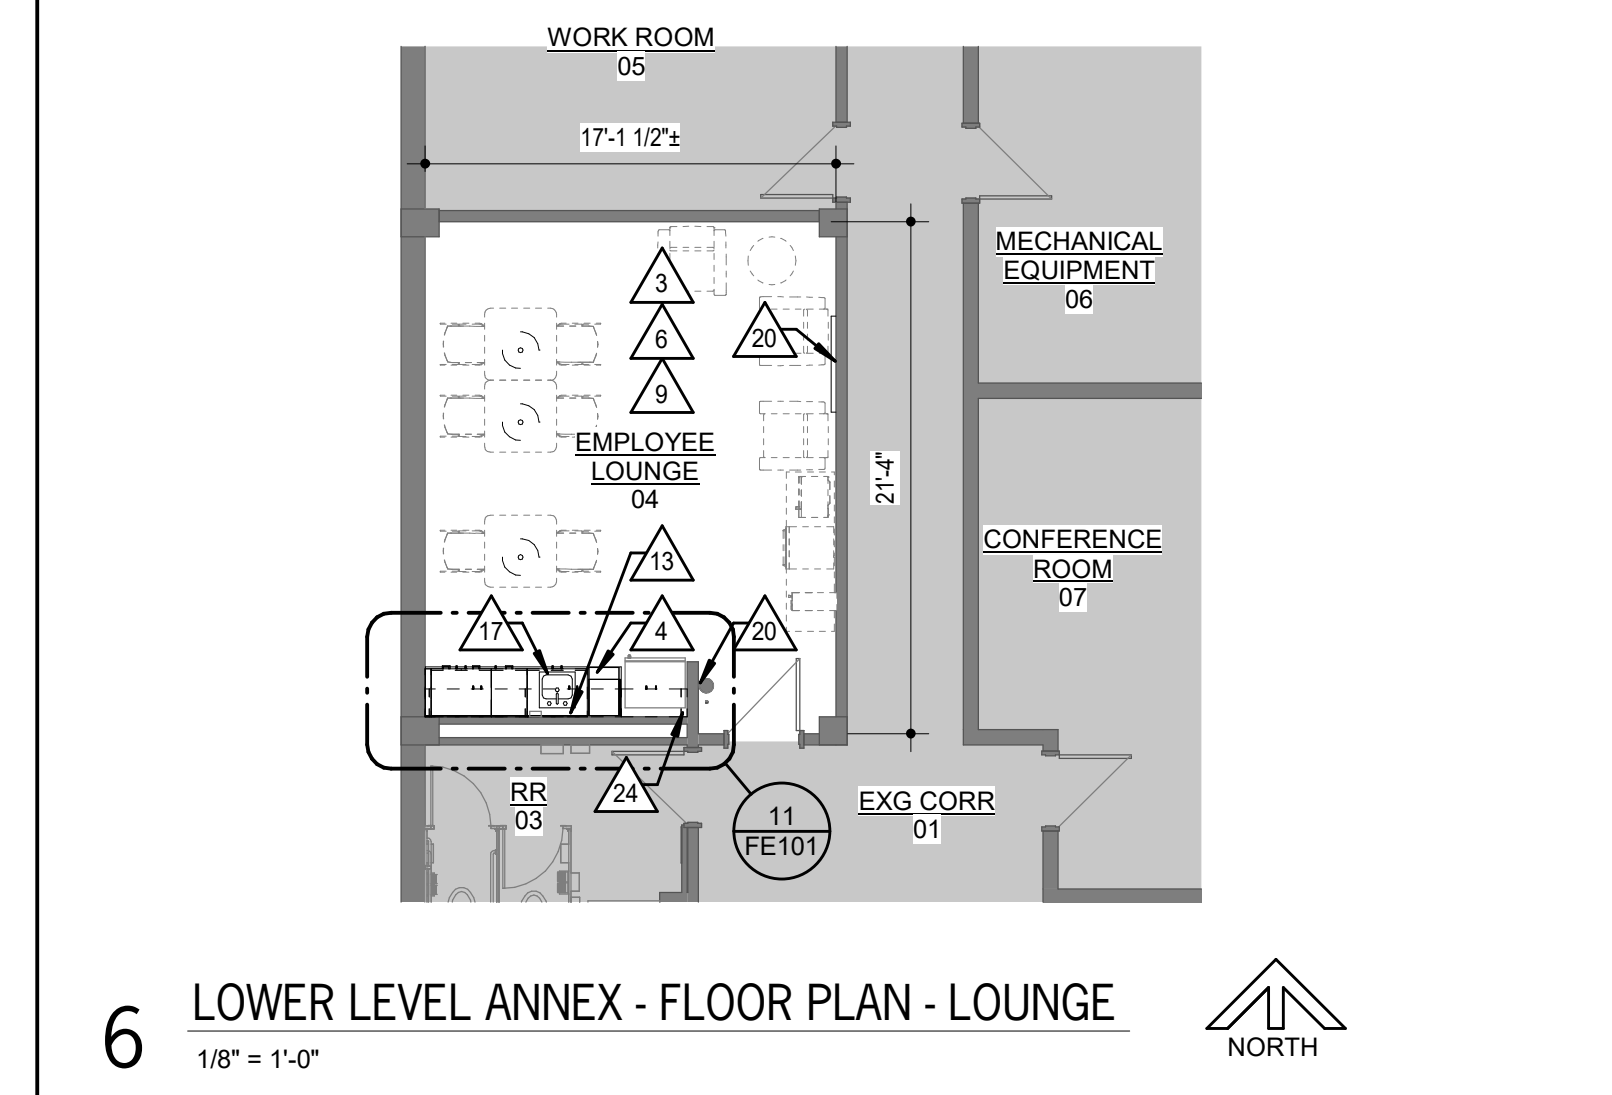 WORK ROOM
05
17'-1 1/2"±
MECHANICAL
EQUIPMENT
06
3
6
20
9
EMPLOYEE
LOUNGE
04
21'-4"
CONFERENCE
ROOM
07
13
17
4
20
RR
03
24
11
FE101
EXG CORR
01
6
LOWER LEVEL ANNEX - FLOOR PLAN - LOUNGE
1/8" = 1'-0"
NORTH